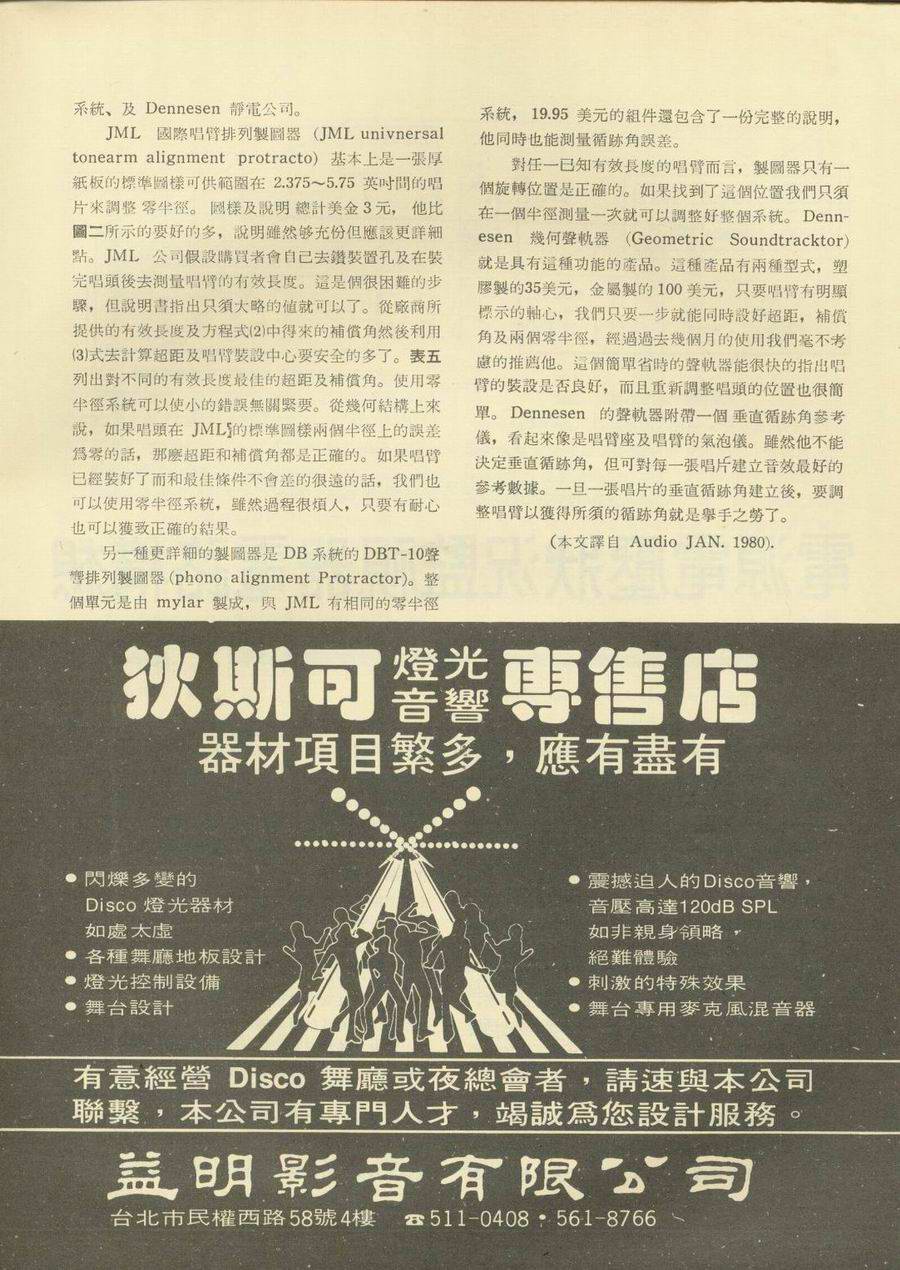 系統、及 Dennesen 靜電公司。
JML 國際唱臂排列製圖器 (JML univnersal
tonearm alignment protracto) 基本上是一張厚
紙板的標準圖樣可供範圍在 2.375～5.75 英吋間的唱
片來調整 零半徑。 圖樣及說明 總計美金 3 元， 他比
圖二所示的要好的多，說明雖然够充份但應該更詳細
點。JML 公司假設購買者會自己去鑽裝置孔及在裝
完唱頭後去測量唱臂的有效長度。這是個很困難的步
驟，但說明書指出只須大略的値就可以了。從廠商所
提供的有效長度及方程式⑵中得來的補償角然後利用
⑶式去計算超距及唱臂裝設中心要安全的多了。表五
列出對不同的有效長度最佳的超距及補償角。使用零
半徑系統可以使小的錯誤無關緊要。從幾何結構上來
說，如果唱頭在 JML的標準圖樣兩個半徑上的誤差
爲零的話，那麼超距和補償角都是正確的。如果唱臂
已經裝好了而和最佳條件不會差的很遠的話，我們也
可以使用零半徑系統，雖然過程很煩人，只要有耐心
也可以獲致正確的結果。
另一種更詳細的製圖器是 DB 系統的 DBT-10聲
響排列製圖器 (phono alignment Protractor)。整
個單元是由 mylar 製成，與 JML 有相同的零半徑
系統， 19.95 美元的組件還包含了一份完整的說明，
他同時也能測量循跡角誤差。
對任一已知有效長度的唱臂而言，製圖器只有一
個旋轉位置是正確的。如果找到了這個位置我們只須
在一個半徑測量一次就可以調整好整個系統。 Denn-
esen 幾何聲軌器 (Geometric Soundtracktor)
就是具有這種功能的產品。這種產品有兩種型式，塑
膠製的35美元，金屬製的 100 美元，只要唱臂有明顯
標示的軸心，我們只要一步就能同時設好超距，補償
角及兩個零半徑，經過過去幾個月的使用我們毫不考
慮的推薦他。這個簡單省時的聲軌器能很快的指出唱
臂的裝設是否良好，而且重新調整唱頭的位置也很簡
單。 Dennesen 的聲軌器附帶一個 垂直循跡角參考
儀，看起來像是唱臂座及唱臂的氣泡儀。雖然他不能
決定垂直循跡角，但可對每一張唱片建立音效最好的
參考數據。一旦一張唱片的垂直循跡角建立後，要調
整唱臂以獲得所須的循跡角就是擧手之勞了。
(本文譯自 Audio JAN. 1980).
狄斯可燈光音響專售店
器材項目繁多，應有盡有
● 閃爍多變的
Disco 燈光器材
如處太虛
● 各種舞廳地板設計
● 燈光控制設備
● 舞台設計
● 震撼迫人的Disco音響，
音壓高達120dB SPL
如非親身領略，
絕難體驗
● 刺激的特殊效果
● 舞台專用麥克風混音器
有意經營 Disco 舞廳或夜總會者，請速與本公司
聯繫，本公司有專門人才，竭誠爲您設計服務。
益明影音有限公司
台北市民權西路58號4樓 ☎511-0408・561-8766